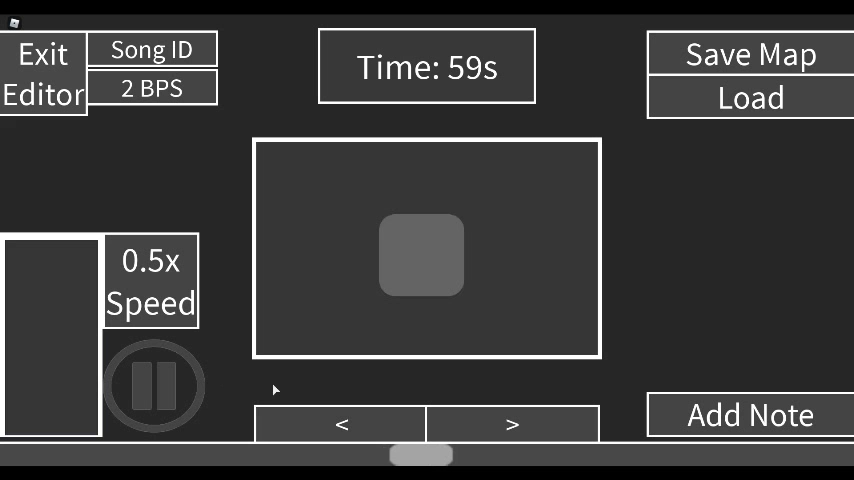 Exit
Editor
Song ID
2 BPS
Time: 59s
Save Map
Load
0.5x
Speed
< >
Add Note